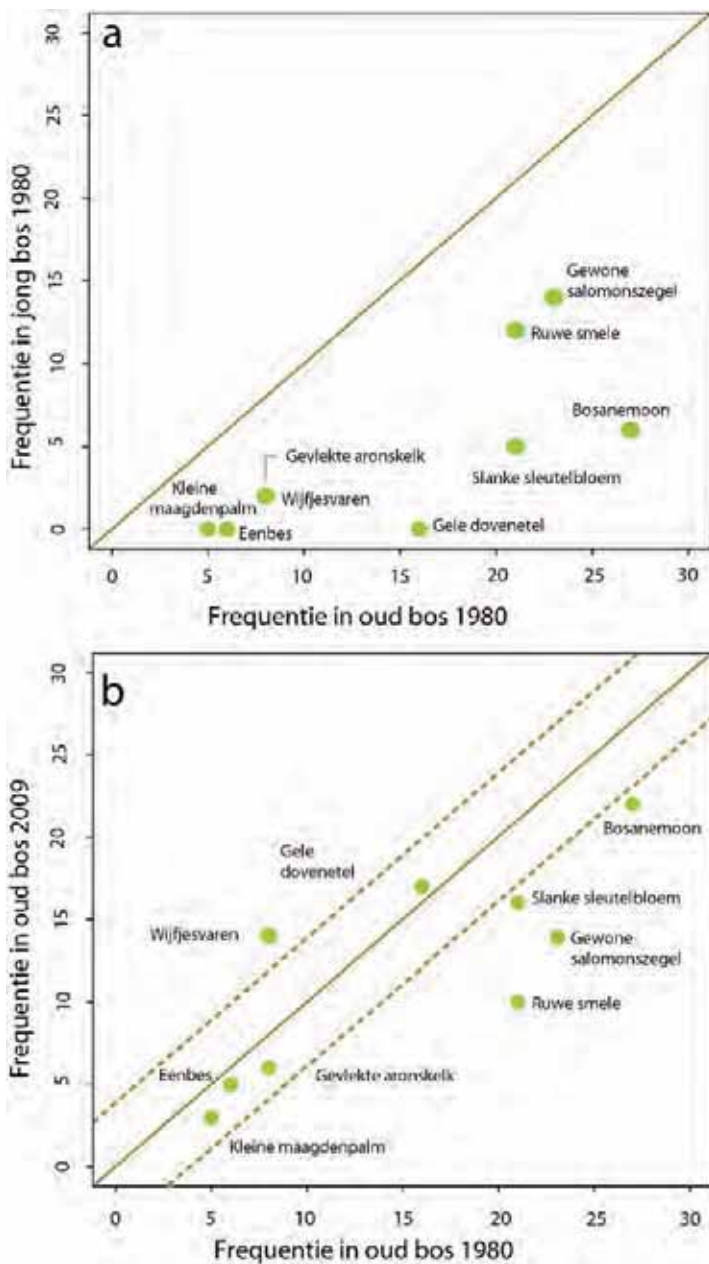 a
30
25
20
15
10
5
0
Frequentie in jong bos 1980
Gewone
salomonszegel
Ruwe smele
Bosanemoon
Slanke sleutelbloem
Gevlekte aronskelk
Kleine
maagdenpalm
Wijfjesvaren
Eenbes
Gele dovenetel
0 5 10 15 20 25 30
Frequentie in oud bos 1980
b
30
25
20
15
10
5
0
Frequentie in oud bos 2009
Bosanemoon
Gele
dovenetel
Slanke sleutelbloem
Wijfjesvaren
Gewone
salomonszegel
Ruwe smele
Eenbes
Gevlekte aronskelk
Kleine maagdenpalm
0 5 10 15 20 25 30
Frequentie in oud bos 1980